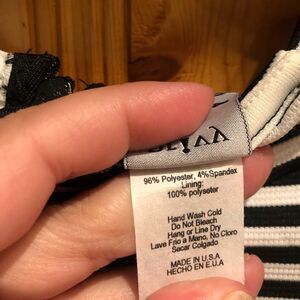 96% Polyester, 4%Spandex
Lining:
100% polyseter
Hand Wash Cold
Do Not Bleach
Hang or Line Dry
Lave Frio a Mano, No Cloro
Secar Colgado
MADE IN U.S.A
HECHO EN E.U.A